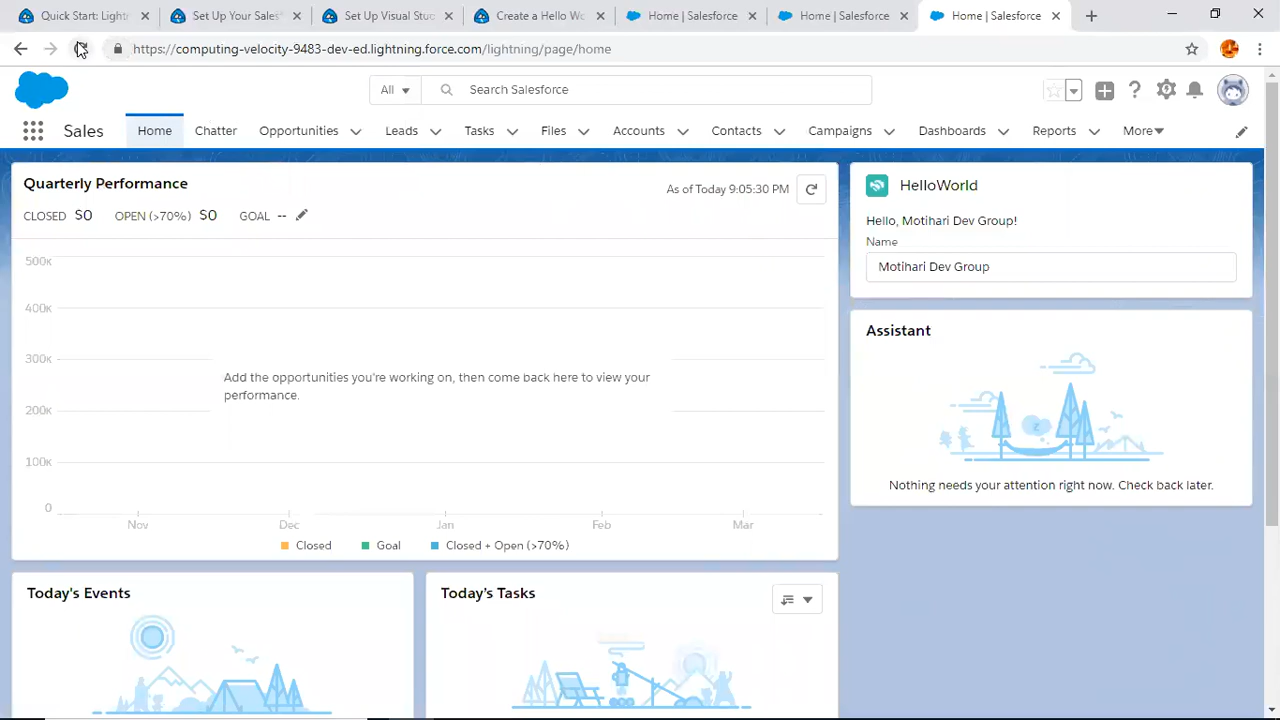 Quick Start: Lightn
Set Up Your Sales
Set Up Visual Stud
Create a Hello Wo
Home | Salesforce
Home | Salesforce
Home | Salesforce
https://computing-velocity-9483-dev-ed.lightning.force.com/lightning/page/home
All
Search Salesforce
Sales
Home
Chatter
Opportunities
Leads
Tasks
Files
Accounts
Contacts
Campaigns
Dashboards
Reports
More
Quarterly Performance
As of Today 9:05:30 PM
CLOSED $0 OPEN (>70%) $0 GOAL --
500K
400K
300K
200K
100K
0
Add the opportunities you're working on, then come back here to view your
performance.
Nov Dec Jan Feb Mar
Closed Goal Closed + Open (>70%)
HelloWorld
Hello, Motihari Dev Group!
Name
Motihari Dev Group
Assistant
Nothing needs your attention right now. Check back later.
Today's Events
Today's Tasks